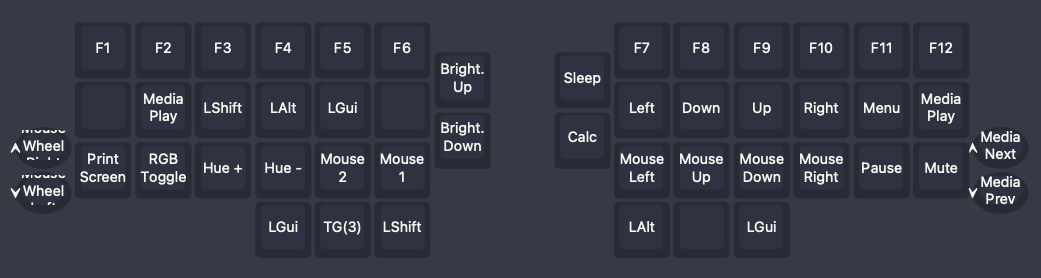 F1
F2
F3
F4
F5
F6
Bright.
Up
Sleep
F7
F8
F9
F10
F11
F12
Media
Play
LShift
LAlt
LGui
Bright.
Down
Calc
Left
Down
Up
Right
Menu
Media
Play
Mouse
Wheel
Right
Mouse
Wheel
Left
Print
Screen
RGB
Toggle
Hue +
Hue -
Mouse
2
Mouse
1
Mouse
Left
Mouse
Up
Mouse
Down
Mouse
Right
Pause
Mute
Media
Next
Media
Prev
LGui
TG(3)
LShift
LAlt
LGui